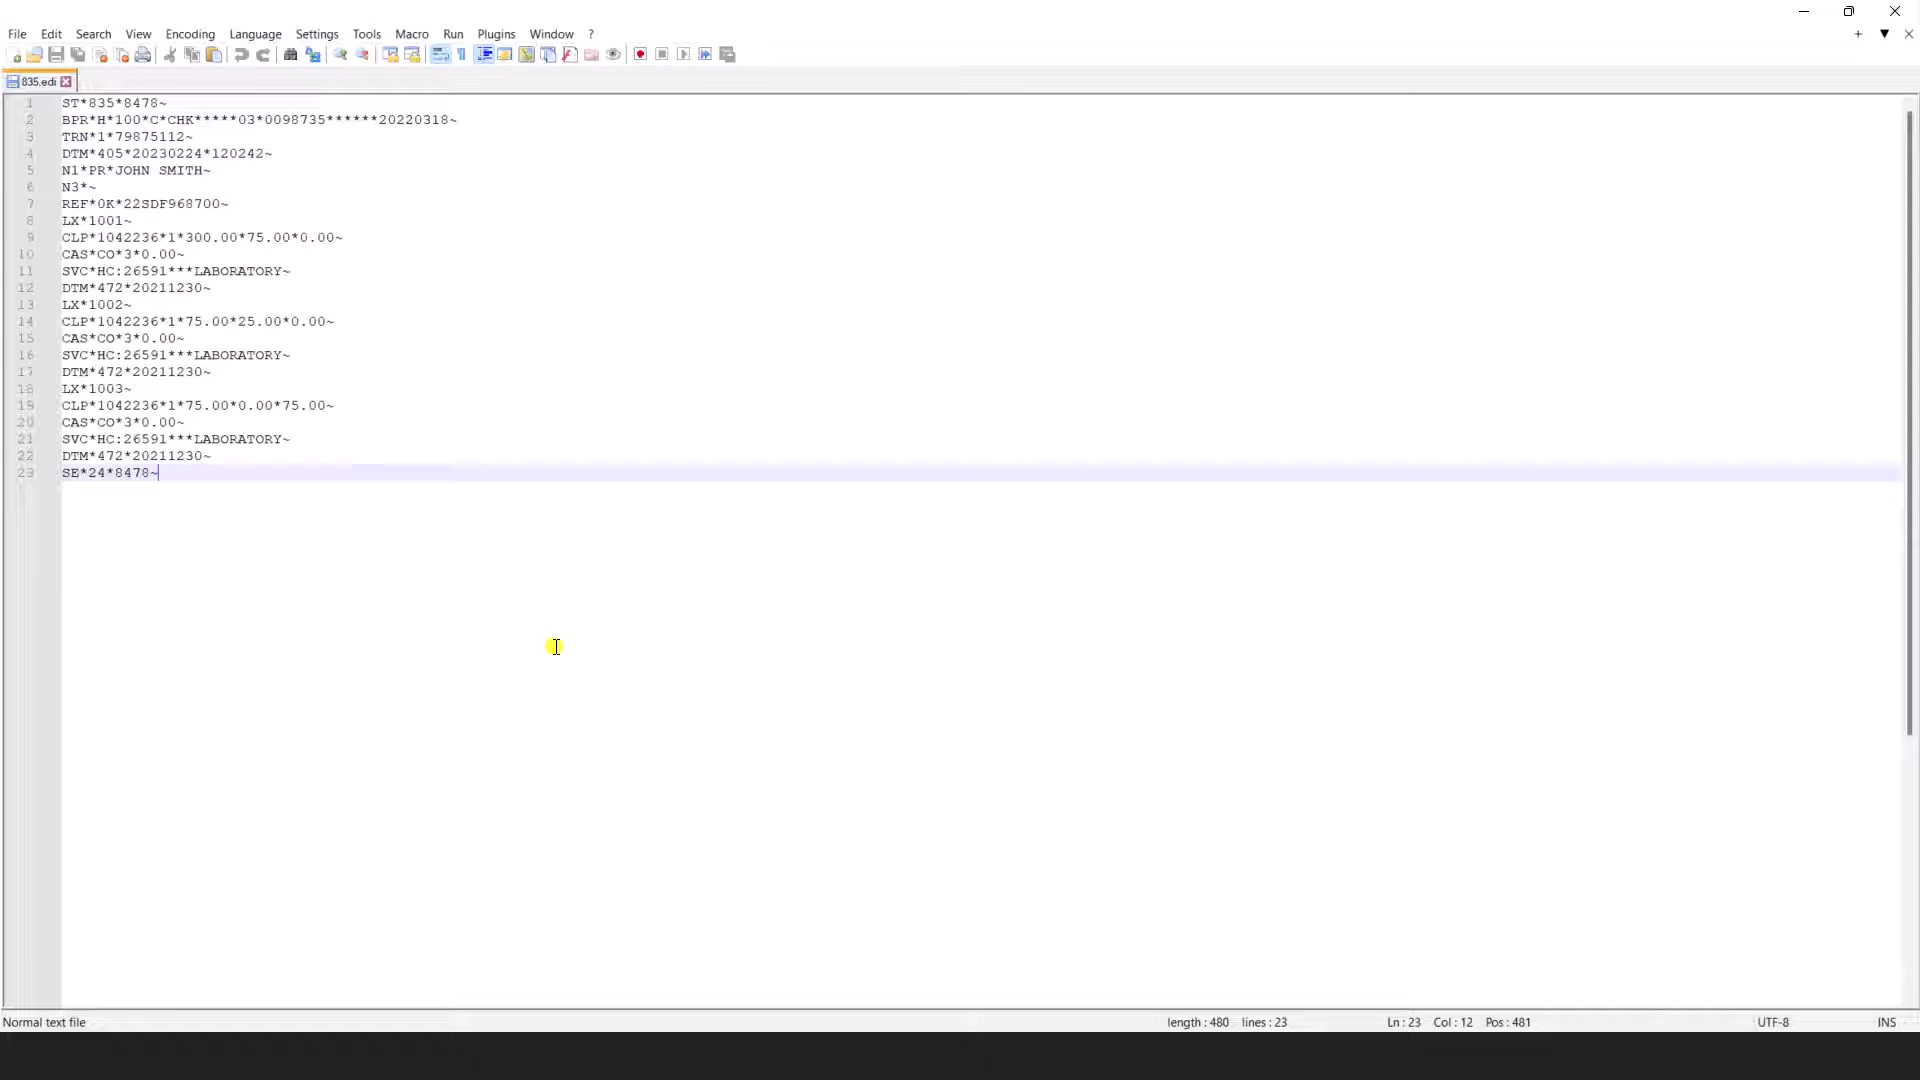 File Edit Search View Encoding Language Settings Tools Macro Run Plugins Window ?
835.edi
1 ST*835*8478~
2 BPR*H*100*C*CHK*****03*0098735******20220318~
3 TRN*1*79875112~
4 DTM*405*20230224*120242~
5 N1*PR*JOHN SMITH~
6 N3*~
7 REF*0K*22SDF968700~
8 LX*1001~
9 CLP*1042236*1*300.00*75.00*0.00~
10 CAS*CO*3*0.00~
11 SVC*HC:26591***LABORATORY~
12 DTM*472*20211230~
13 LX*1002~
14 CLP*1042236*1*75.00*25.00*0.00~
15 CAS*CO*3*0.00~
16 SVC*HC:26591***LABORATORY~
17 DTM*472*20211230~
18 LX*1003~
19 CLP*1042236*1*75.00*0.00*75.00~
20 CAS*CO*3*0.00~
21 SVC*HC:26591***LABORATORY~
22 DTM*472*20211230~
23 SE*24*8478~
Normal text file length : 480 lines : 23 Ln : 23 Col : 12 Pos : 481 UTF-8 INS